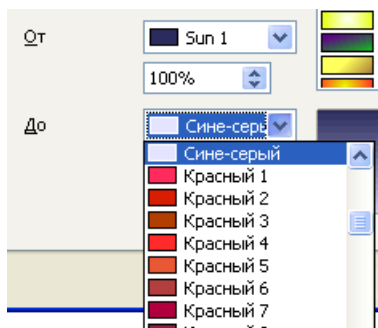 От
Sun 1
100%
До
Сине-серы
Сине-серый
Красный 1
Красный 2
Красный 3
Красный 4
Красный 5
Красный 6
Красный 7